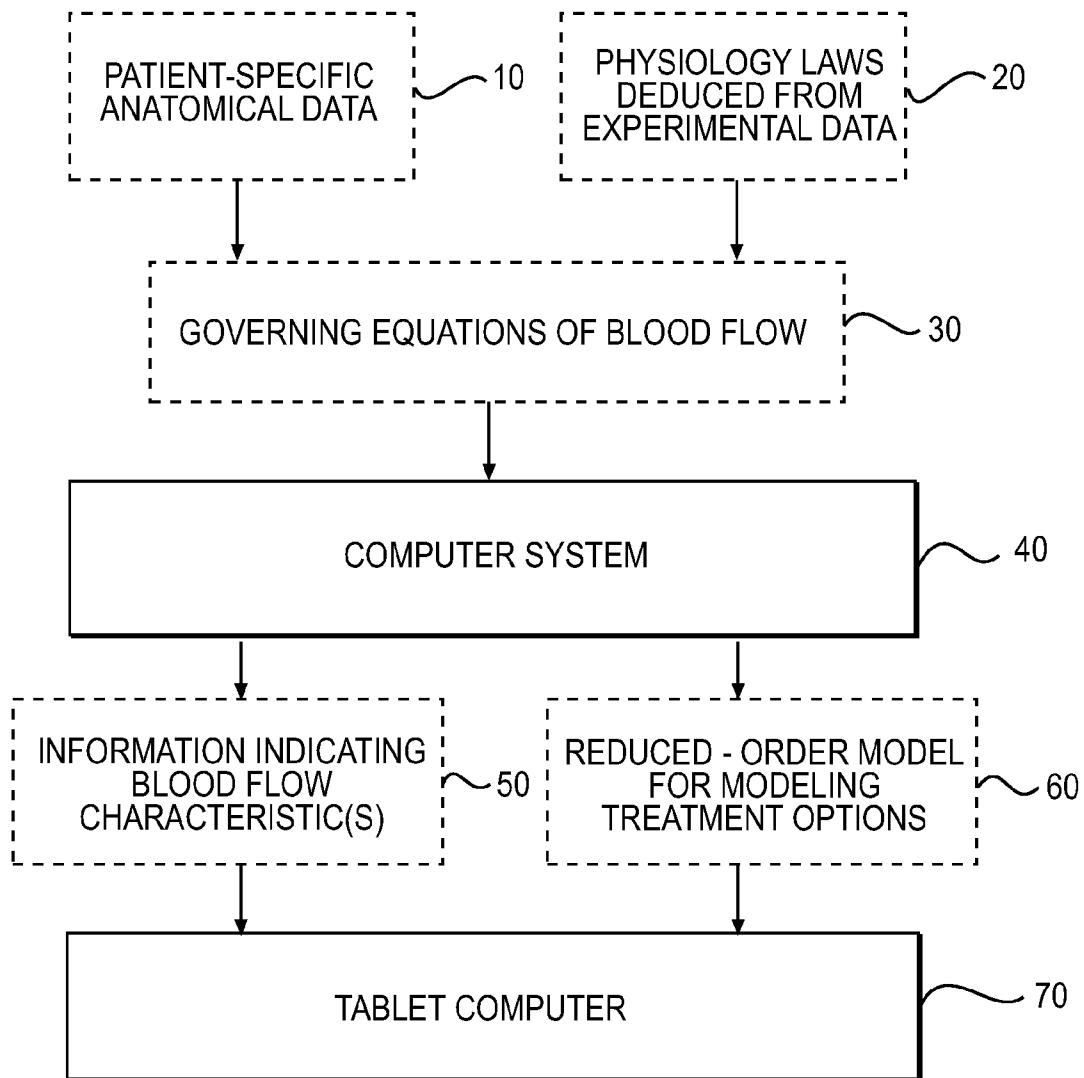 PATIENT-SPECIFIC
ANATOMICAL DATA
10
PHYSIOLOGY LAWS
DEDUCED FROM
EXPERIMENTAL DATA
20
GOVERNING EQUATIONS OF BLOOD FLOW
30
COMPUTER SYSTEM
40
INFORMATION INDICATING
BLOOD FLOW
CHARACTERISTIC(S)
50
REDUCED - ORDER MODEL
FOR MODELING
TREATMENT OPTIONS
60
TABLET COMPUTER
70